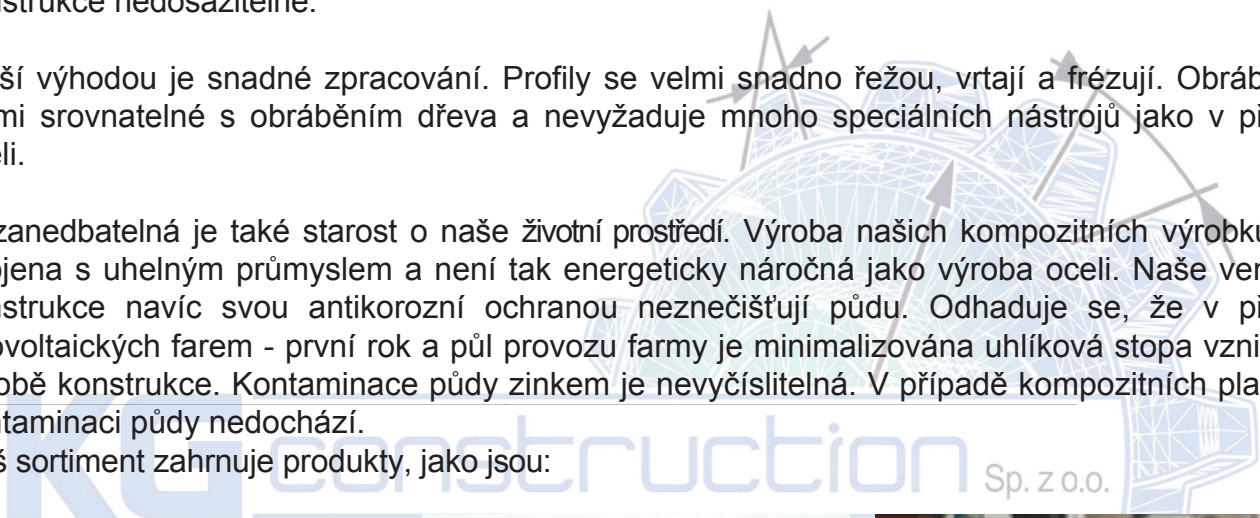 nstrukce nedosažitelné.
ší výhodou je snadné zpracování. Profily se velmi snadno řežou, vrtají a frézují. Obráb
mi srovnatelné s obráběním dřeva a nevyžaduje mnoho speciálních nástrojů jako v př
eli.
zanedbatelná je také starost o naše životní prostředí. Výroba našich kompozitních výrobků
ojena s uhelným průmyslem a není tak energeticky náročná jako výroba oceli. Naše ven
nstrukce navíc svou antikorozní ochranou neznečišťují půdu. Odhaduje se, že v př
ovoltaických farem - první rok a půl provozu farmy je minimalizována uhlíková stopa vzni
obě konstrukce. Kontaminace půdy zinkem je nevyčíslitelná. V případě kompozitních pla
ntaminaci půdy nedochází.
š sortiment zahrnuje produkty, jako jsou:
KG construction Sp. z o.o.